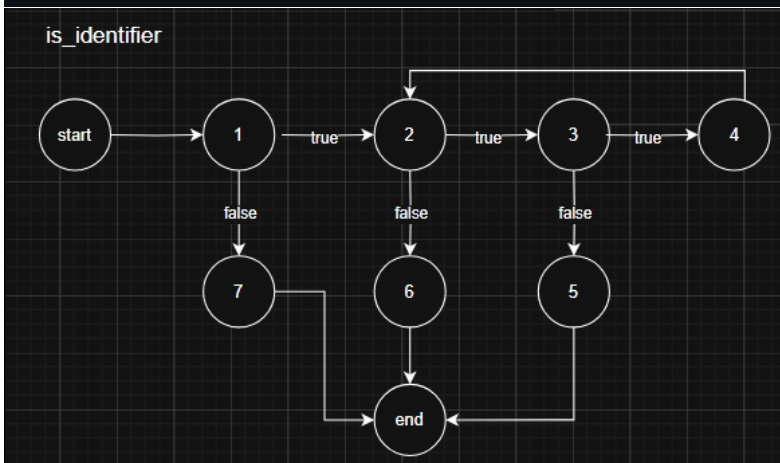 is_identifier
start
1
true
2
true
3
true
4
false
false
false
7
6
5
end